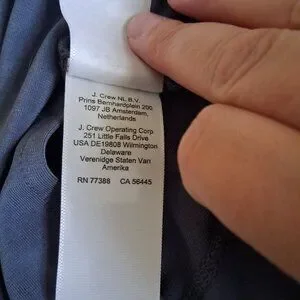 J. Crew NL B.V.
Prins Bernhardplein 200
1097 JB Amsterdam,
Netherlands
J. Crew Operating Corp
251 Little Falls Drive
USA DE19808 Wilmington
Delaware
Verenidge Staten Van
Amerika
RN 77388 CA 56445